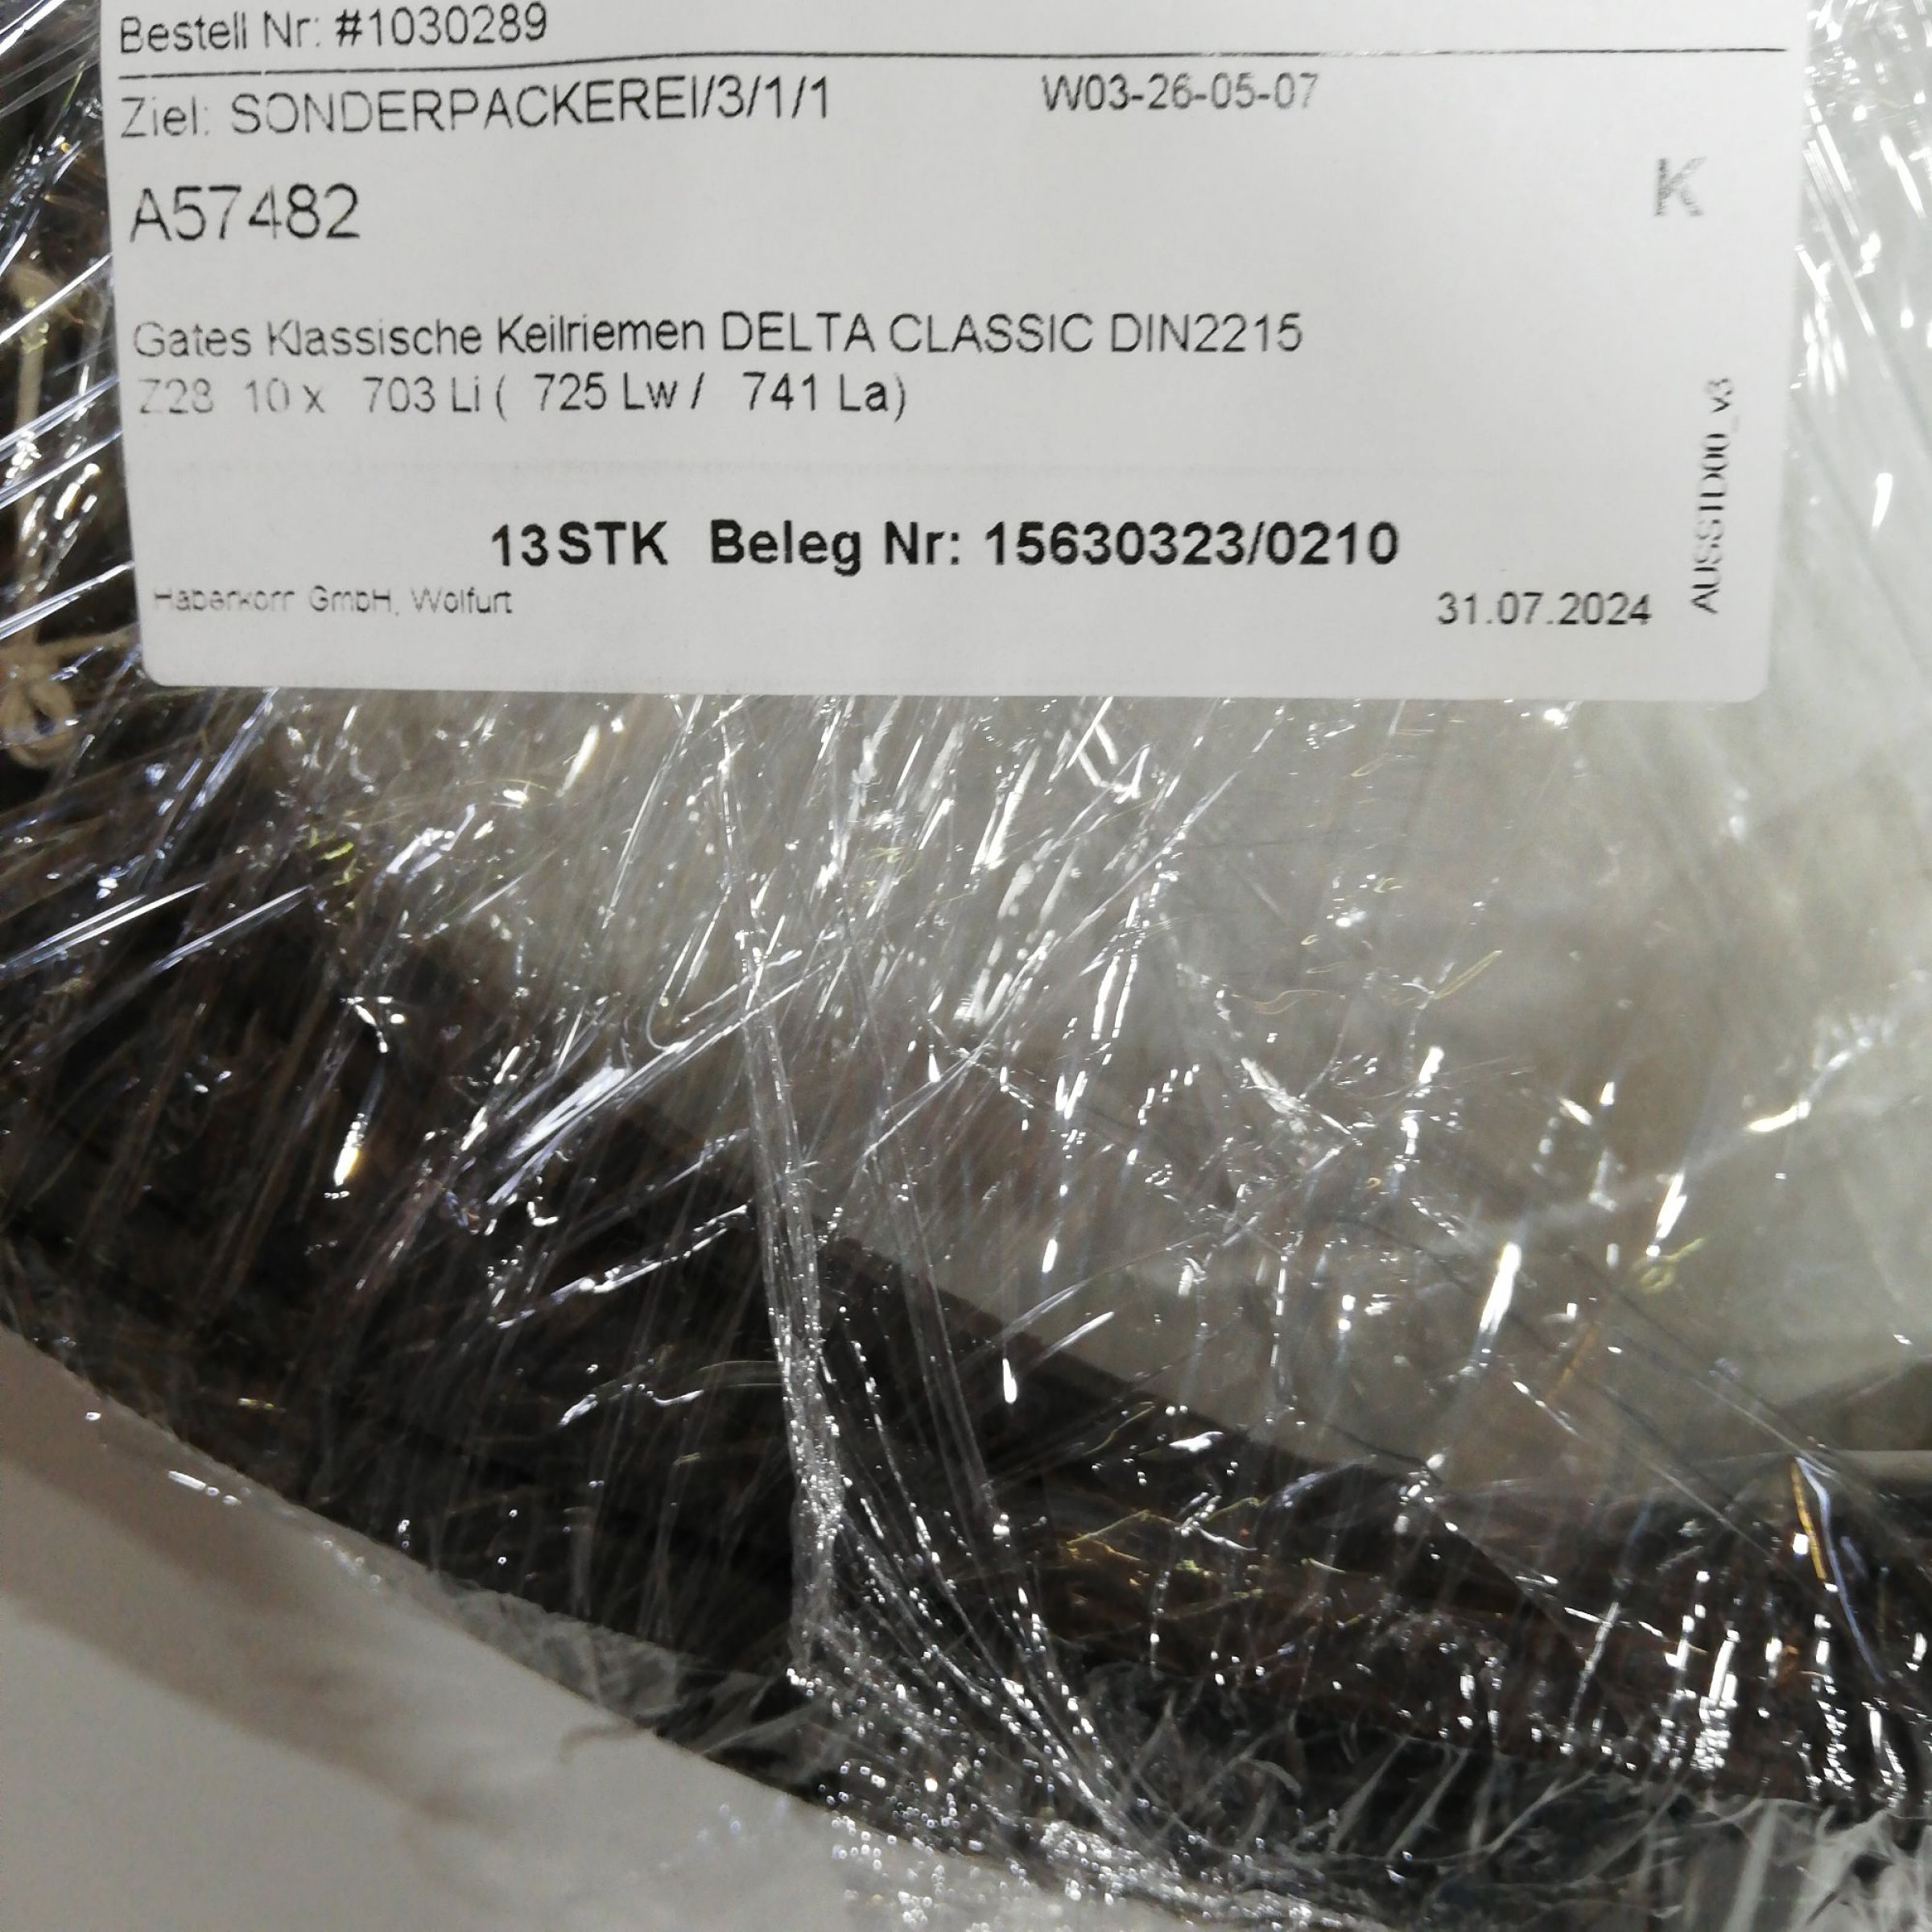 Bestell Nr: #1030289
Ziel: SONDERPACKEREI/3/1/1 W03-26-05-07
A57482 K
Gates Klassische Keilriemen DELTA CLASSIC DIN2215
Z28 10 x 703 Li ( 725 Lw / 741 La)
13STK Beleg Nr: 15630323/0210
Haberkorn GmbH, Wolfurt 31.07.2024
AUSSTD00_v3